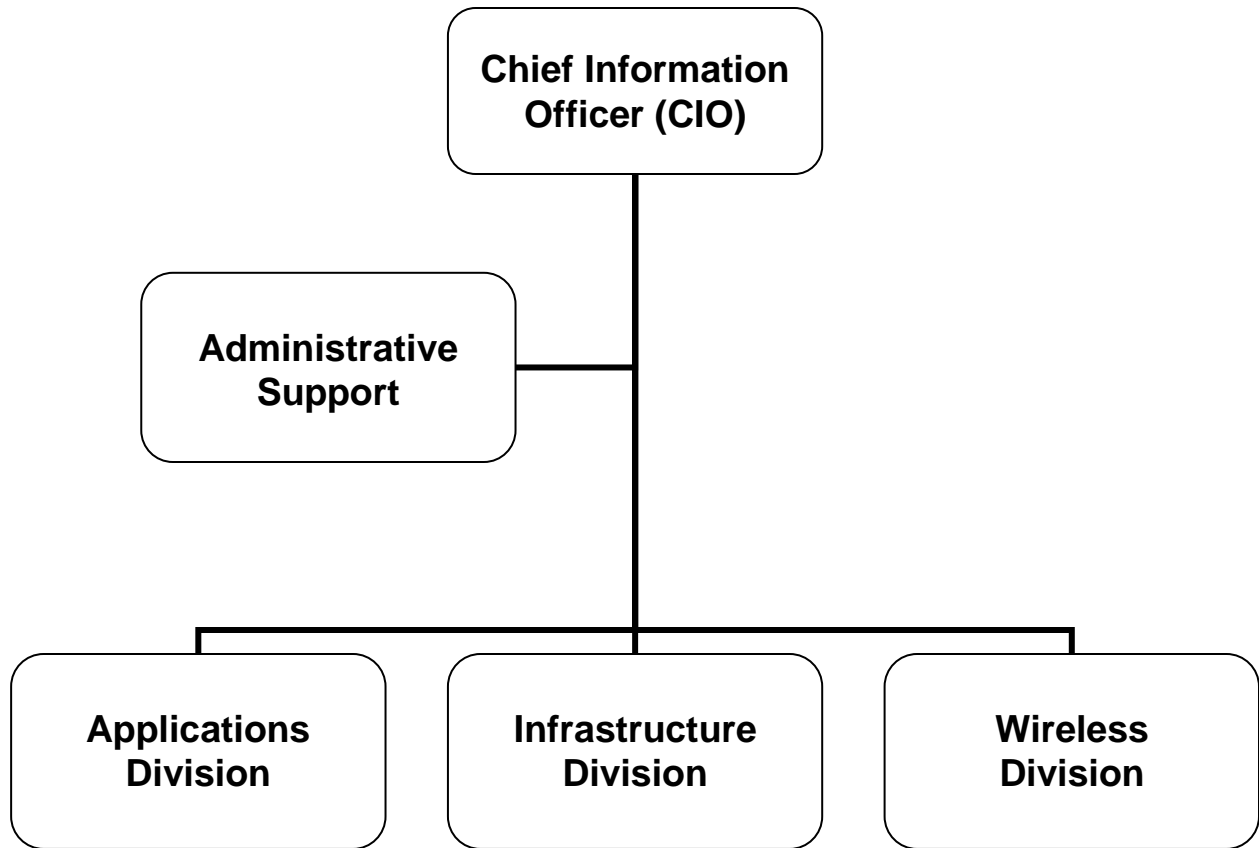 Chief Information
Officer (CIO)
Administrative
Support
Applications
Division
Infrastructure
Division
Wireless
Division